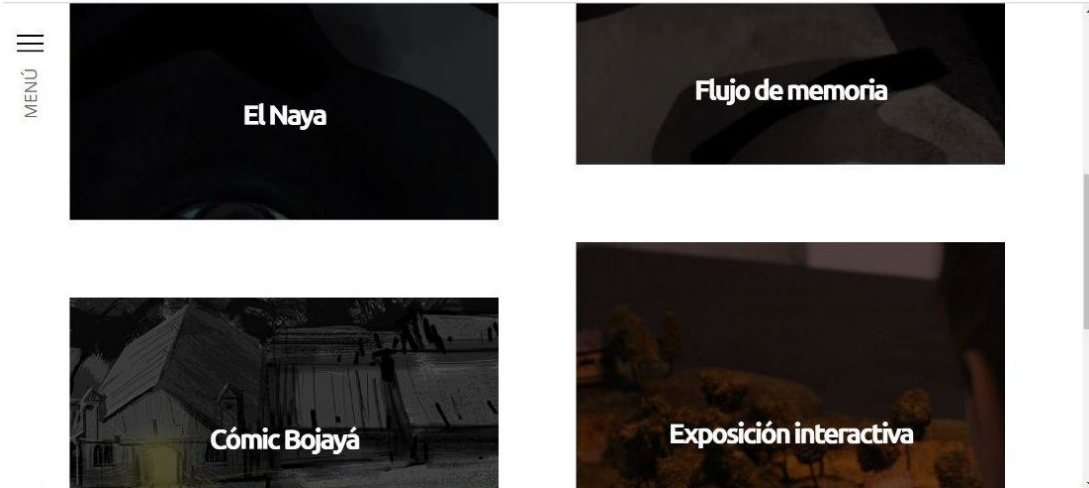 MENÚ
El Naya
Flujo de memoria
Cómic Bojayá
Exposición interactiva